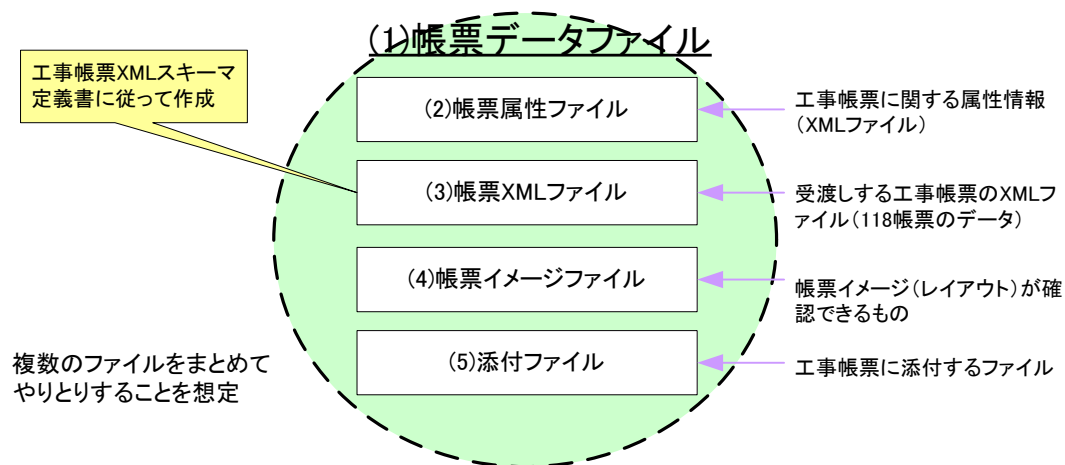 (1)帳票データファイル
工事帳票XMLスキーマ
定義書に従って作成
(2)帳票属性ファイル
工事帳票に関する属性情報
(XMLファイル)
(3)帳票XMLファイル
受渡しする工事帳票のXMLフ
ァイル(118帳票のデータ)
(4)帳票イメージファイル
帳票イメージ(レイアウト)が確
認できるもの
(5)添付ファイル
工事帳票に添付するファイル
複数のファイルをまとめて
やりとりすることを想定